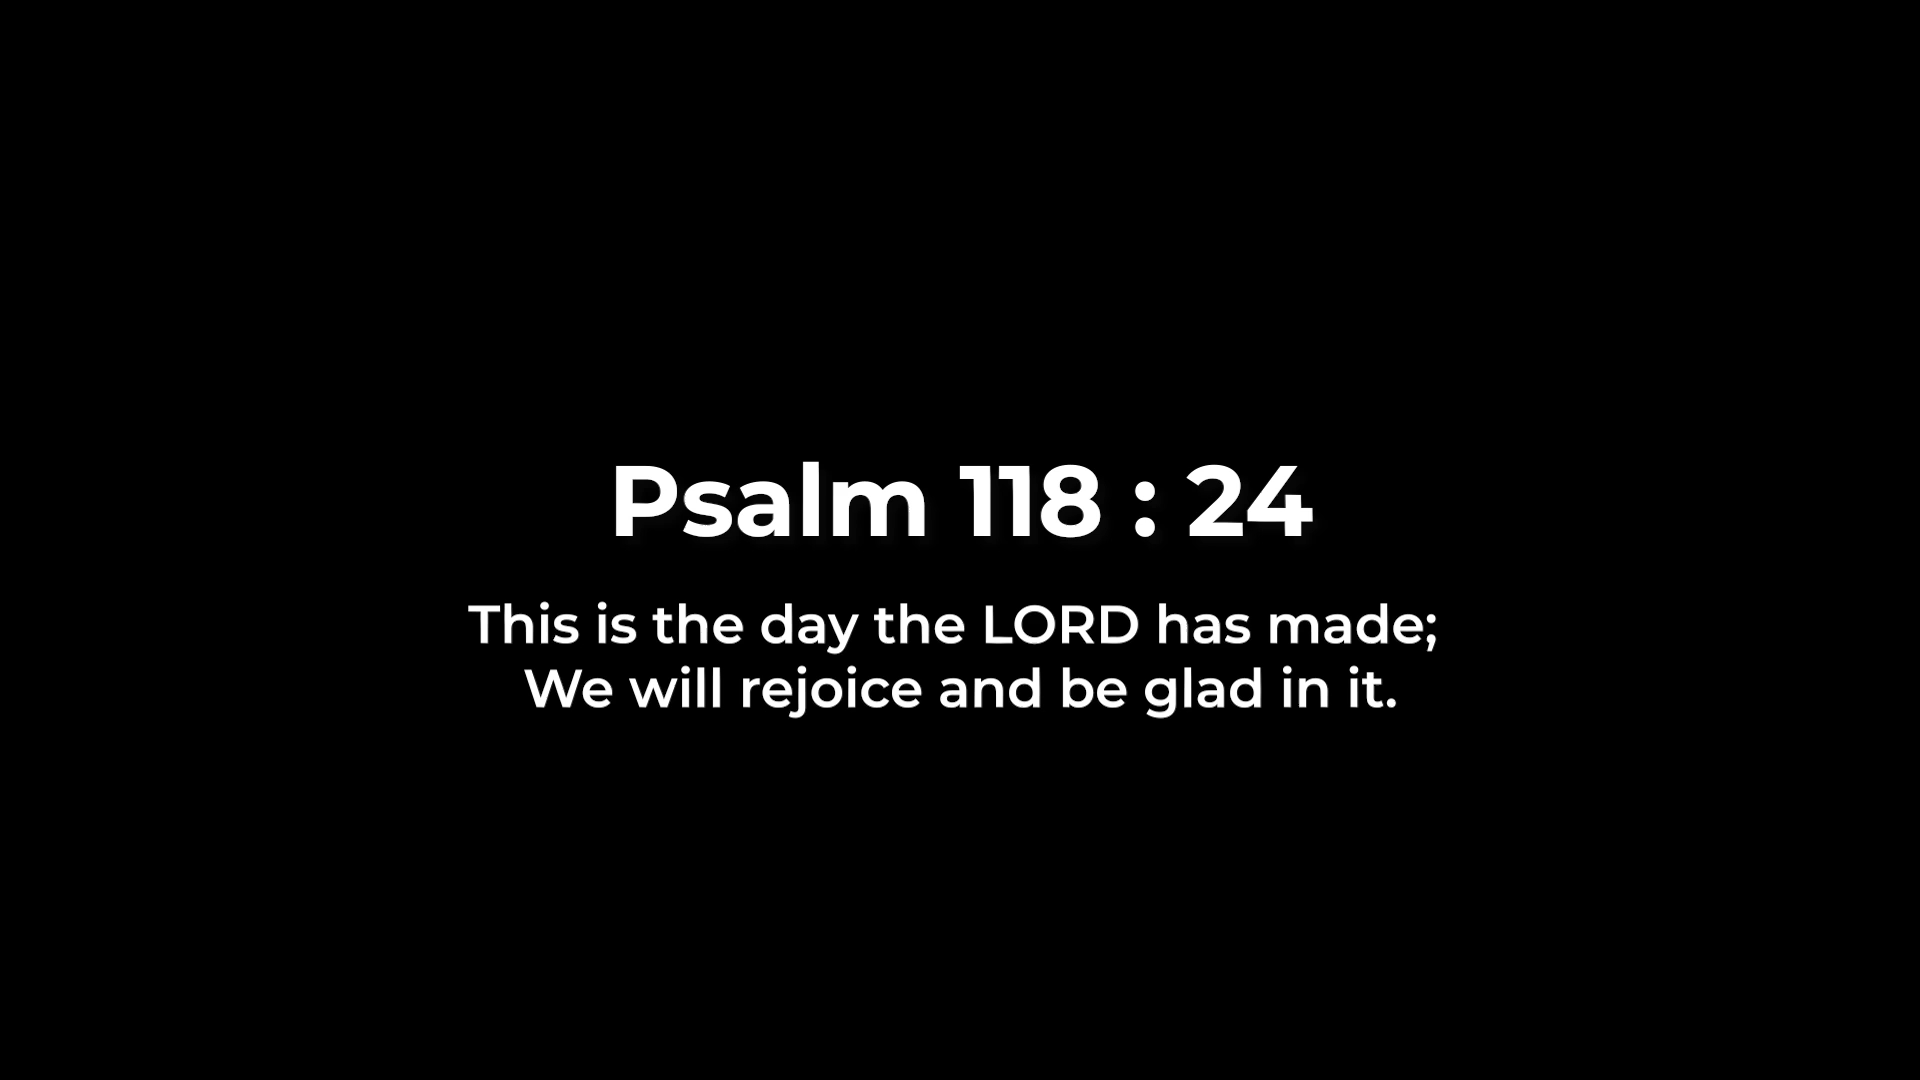 Psalm 118 : 24
This is the day the LORD has made;
We will rejoice and be glad in it.